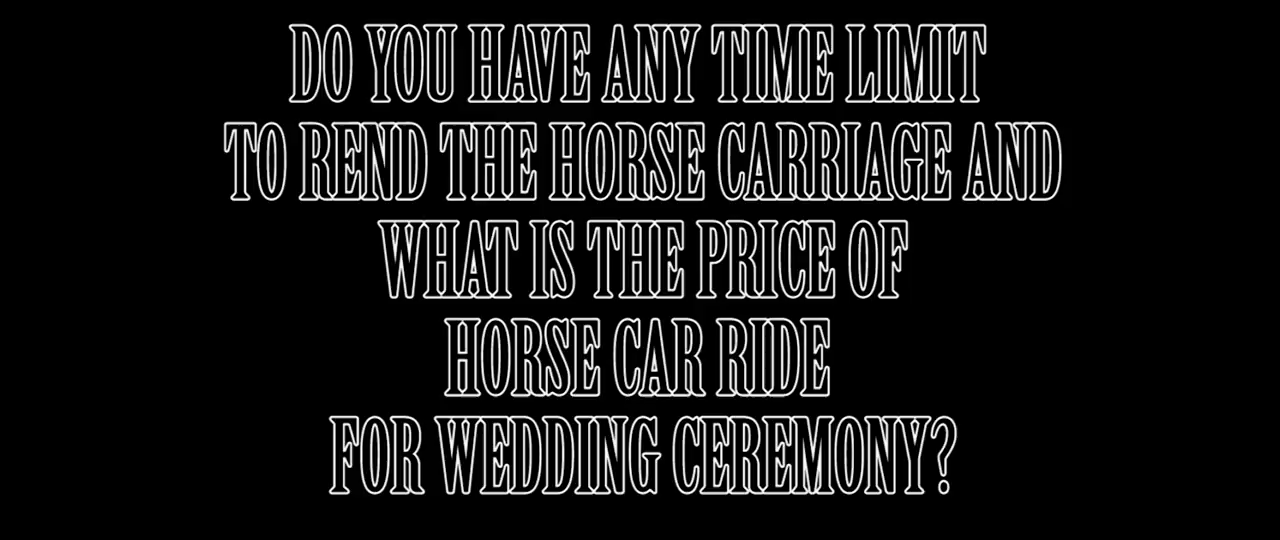 DO YOU HAVE ANY TIME LIMIT
TO REND THE HORSE CARRIAGE AND
WHAT IS THE PRICE OF
HORSE CAR RIDE
FOR WEDDING CEREMONY?